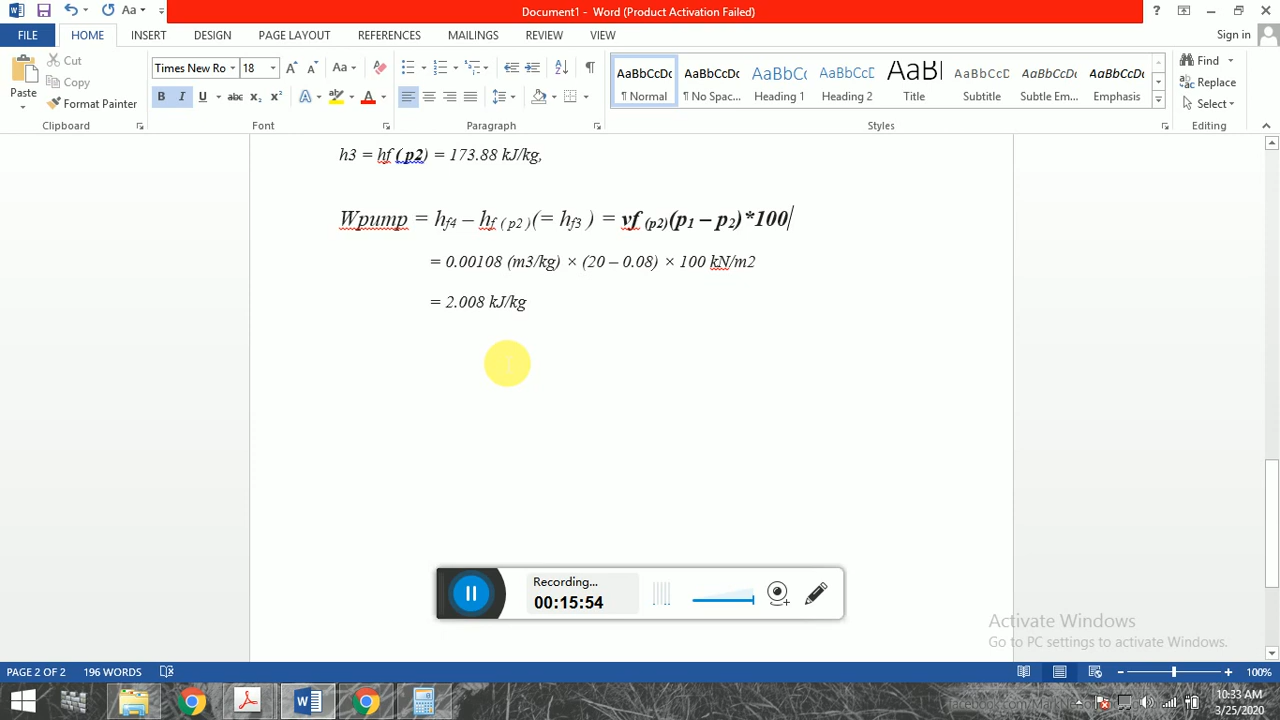 Document1 - Word (Product Activation Failed)
FILE HOME INSERT DESIGN PAGE LAYOUT REFERENCES MAILINGS REVIEW VIEW Sign in
Cut
Copy
Format Painter
Paste
Clipboard
Times New Ro 18
Font
Paragraph
AaBbCcDc AaBbCcDc AaBbCc AaBbCcD AaBl AaBbCcD AaBbCcDc AaBbCcDc
¶ Normal ¶ No Spac... Heading 1 Heading 2 Title Subtitle Subtle Em... Emphasis
Styles
Find
Replace
Select
Editing
h3 = hf ( p2) = 173.88 kJ/kg,
Wpump = hf4 – hf ( p2 )(= hf3 ) = vf (p2)(p1 – p2)*100
= 0.00108 (m3/kg) × (20 – 0.08) × 100 kN/m2
= 2.008 kJ/kg
Recording...
00:15:54
Activate Windows
Go to PC settings to activate Windows.
PAGE 2 OF 2 196 WORDS 100%
10:33 AM
3/25/2020